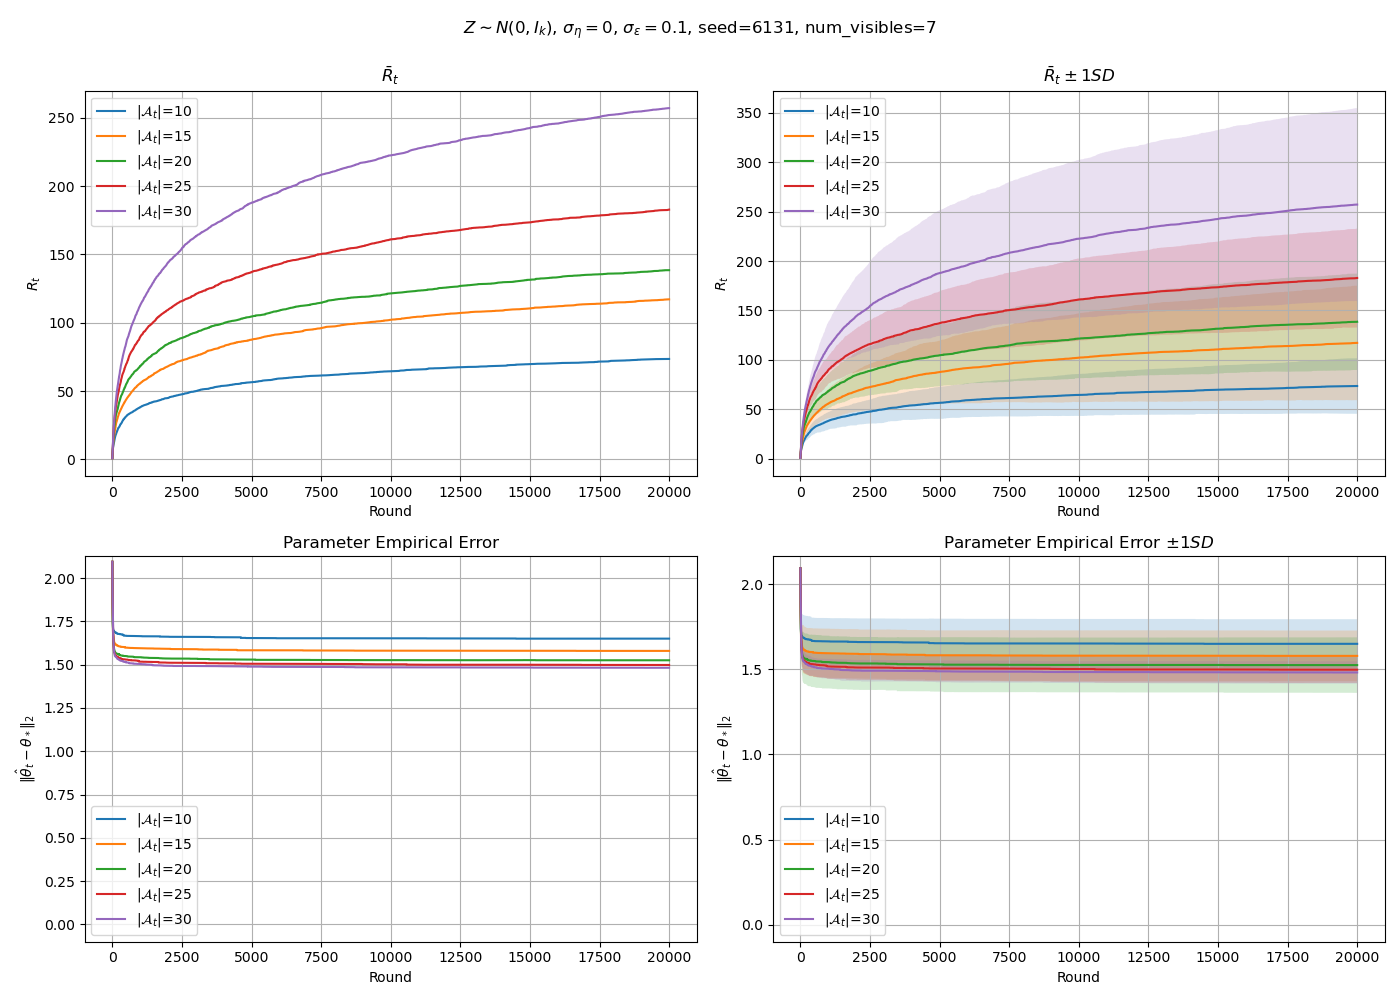 Z ∼ N(0, I_k), σ_η = 0, σ_ε = 0.1, seed=6131, num_visibles=7
R̄_t
R_t
250
200
150
100
50
0
|𝒜_t|=10
|𝒜_t|=15
|𝒜_t|=20
|𝒜_t|=25
|𝒜_t|=30
0 2500 5000 7500 10000 12500 15000 17500 20000
Round
R̄_t ± 1SD
R_t
350
300
250
200
150
100
50
0
|𝒜_t|=10
|𝒜_t|=15
|𝒜_t|=20
|𝒜_t|=25
|𝒜_t|=30
0 2500 5000 7500 10000 12500 15000 17500 20000
Round
Parameter Empirical Error
‖θ̂_t − θ_*‖_2
2.00
1.75
1.50
1.25
1.00
0.75
0.50
0.25
0.00
|𝒜_t|=10
|𝒜_t|=15
|𝒜_t|=20
|𝒜_t|=25
|𝒜_t|=30
0 2500 5000 7500 10000 12500 15000 17500 20000
Round
Parameter Empirical Error ±1SD
‖θ̂_t − θ_*‖_2
2.0
1.5
1.0
0.5
0.0
|𝒜_t|=10
|𝒜_t|=15
|𝒜_t|=20
|𝒜_t|=25
|𝒜_t|=30
0 2500 5000 7500 10000 12500 15000 17500 20000
Round